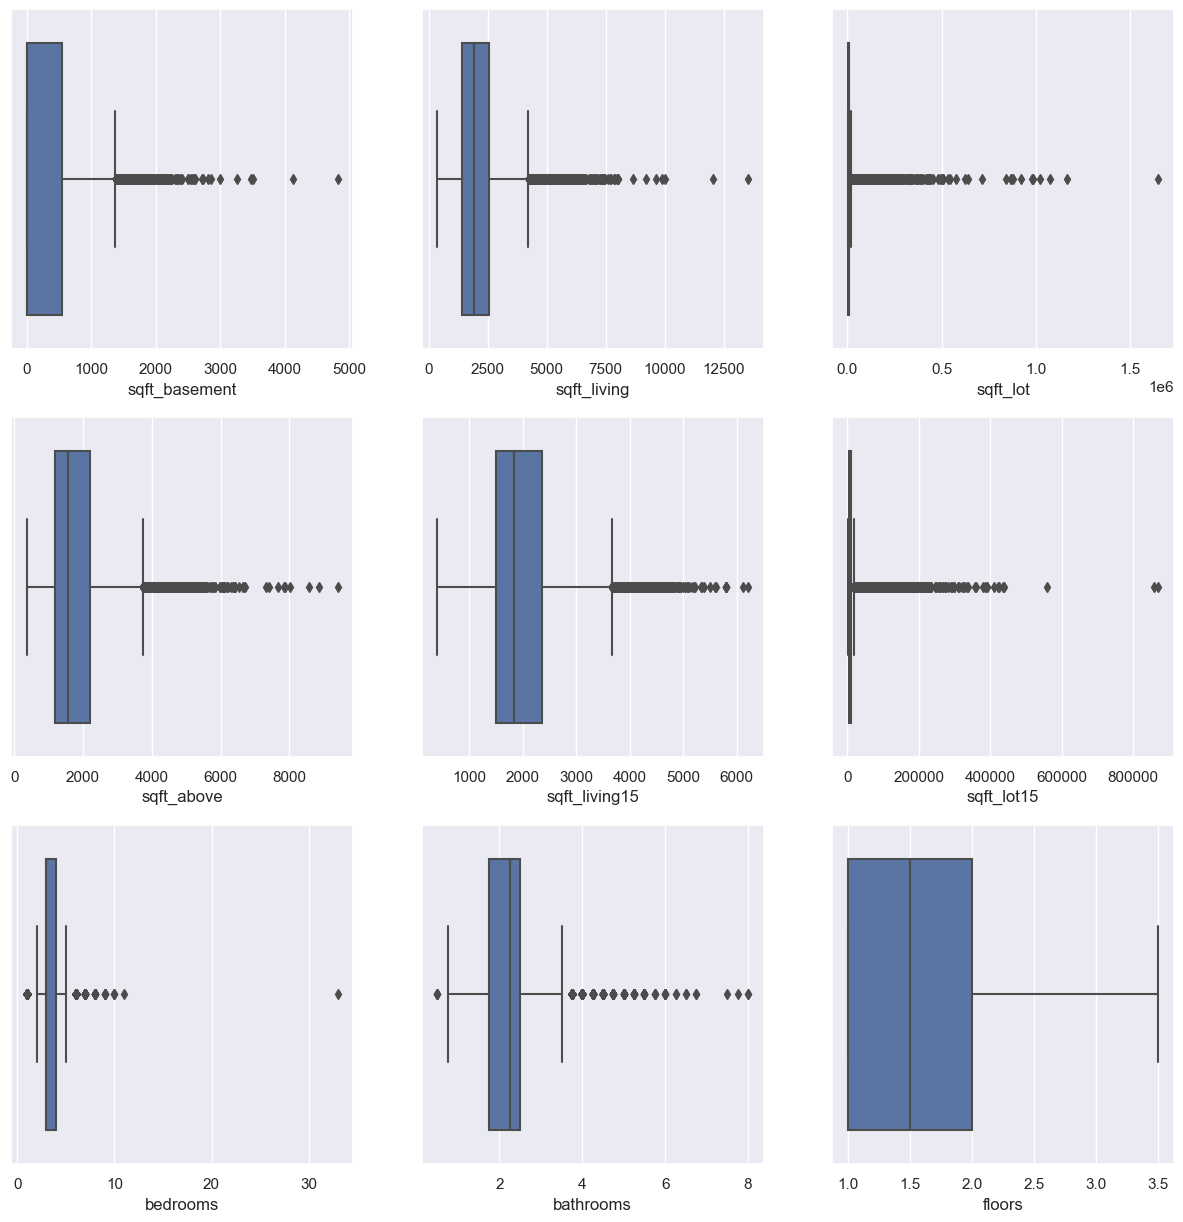 0 1000 2000 3000 4000 5000
sqft_basement
0 2500 5000 7500 10000 12500
sqft_living
0.0 0.5 1.0 1.5
1e6
sqft_lot
0 2000 4000 6000 8000
sqft_above
1000 2000 3000 4000 5000 6000
sqft_living15
0 200000 400000 600000 800000
sqft_lot15
0 10 20 30
bedrooms
2 4 6 8
bathrooms
1.0 1.5 2.0 2.5 3.0 3.5
floors